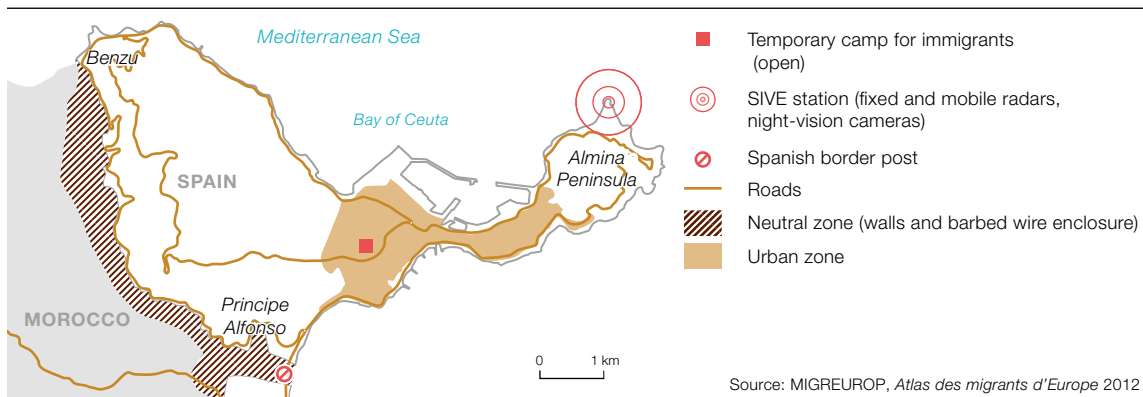 Mediterranean Sea
Benzu
Bay of Ceuta
Almina
Peninsula
SPAIN
Principe
Alfonso
MOROCCO
0 1 km
Temporary camp for immigrants
(open)
SIVE station (fixed and mobile radars,
night-vision cameras)
Spanish border post
Roads
Neutral zone (walls and barbed wire enclosure)
Urban zone
Source: MIGREUROP, Atlas des migrants d'Europe 2012